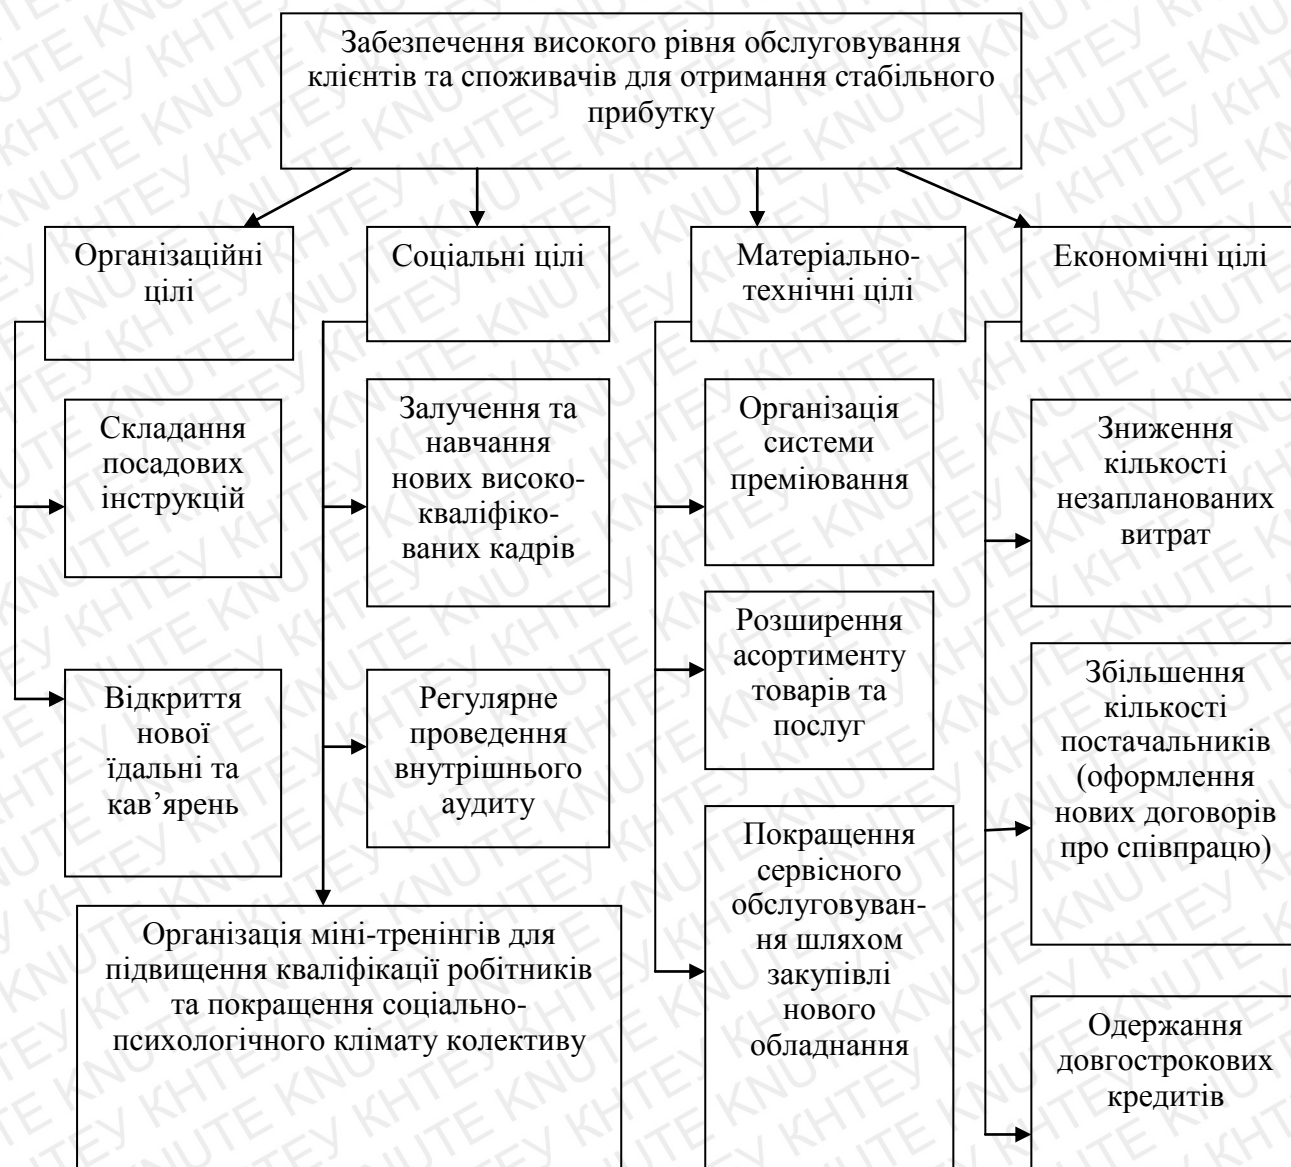 Забезпечення високого рівня обслуговування
клієнтів та споживачів для отримання стабільного
прибутку
Організаційні
цілі
Соціальні цілі
Матеріально-
технічні цілі
Економічні цілі
Складання
посадових
інструкцій
Відкриття
нової
їдальні та
кав’ярень
Залучення та
навчання
нових високо-
кваліфіко-
ваних кадрів
Регулярне
проведення
внутрішнього
аудиту
Організація міні-тренінгів для
підвищення кваліфікації робітників
та покращення соціально-
психологічного клімату колективу
Організація
системи
преміювання
Розширення
асортименту
товарів та
послуг
Покращення
сервісного
обслуговуван-
ня шляхом
закупівлі
нового
обладнання
Зниження
кількості
незапланованих
витрат
Збільшення
кількості
постачальників
(оформлення
нових договорів
про співпрацю)
Одержання
довгострокових
кредитів